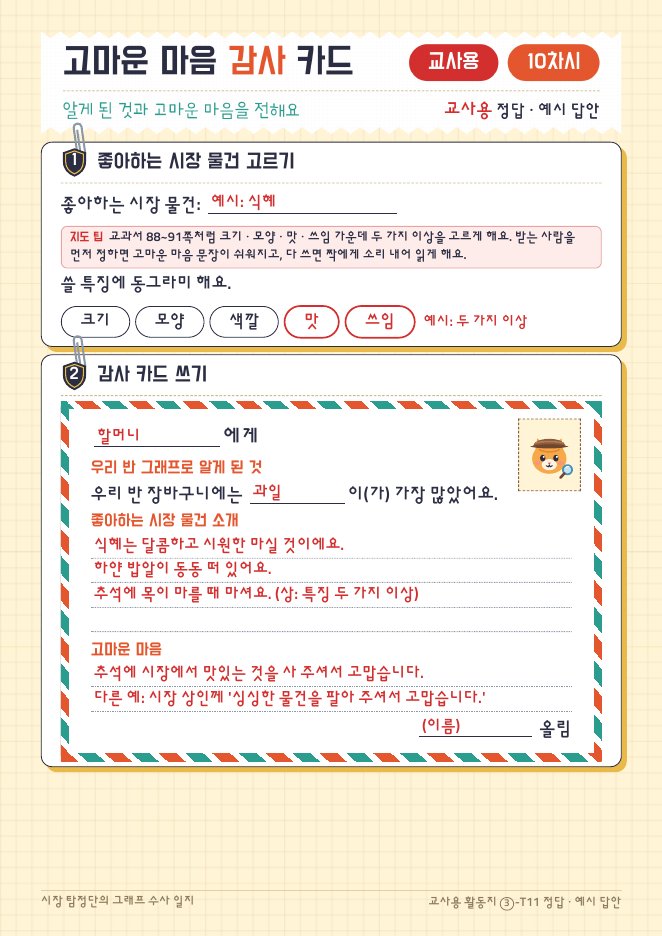 고마운 마음 감사 카드
교사용 10차시
알게 된 것과 고마운 마음을 전해요
교사용 정답 · 예시 답안
1 좋아하는 시장 물건 고르기
좋아하는 시장 물건: 예시: 식혜
지도 팁 교과서 88~91쪽처럼 크기 · 모양 · 맛 · 쓰임 가운데 두 가지 이상을 고르게 해요. 받는 사람을
먼저 정하면 고마운 마음 문장이 쉬워지고, 다 쓰면 짝에게 소리 내어 읽게 해요.
쓸 특징에 동그라미 해요.
크기 모양 색깔 맛 쓰임 예시: 두 가지 이상
2 감사 카드 쓰기
할머니 에게
우리 반 그래프로 알게 된 것
우리 반 장바구니에는 과일 이(가) 가장 많았어요.
좋아하는 시장 물건 소개
식혜는 달콤하고 시원한 마실 것이에요.
하얀 밥알이 동동 떠 있어요.
추석에 목이 마를 때 마셔요. (상: 특징 두 가지 이상)
고마운 마음
추석에 시장에서 맛있는 것을 사 주셔서 고맙습니다.
다른 예: 시장 상인께 '싱싱한 물건을 팔아 주셔서 고맙습니다.'
(이름) 올림
시장 탐정단의 그래프 수사 일지
교사용 활동지 ③-T11 정답 · 예시 답안